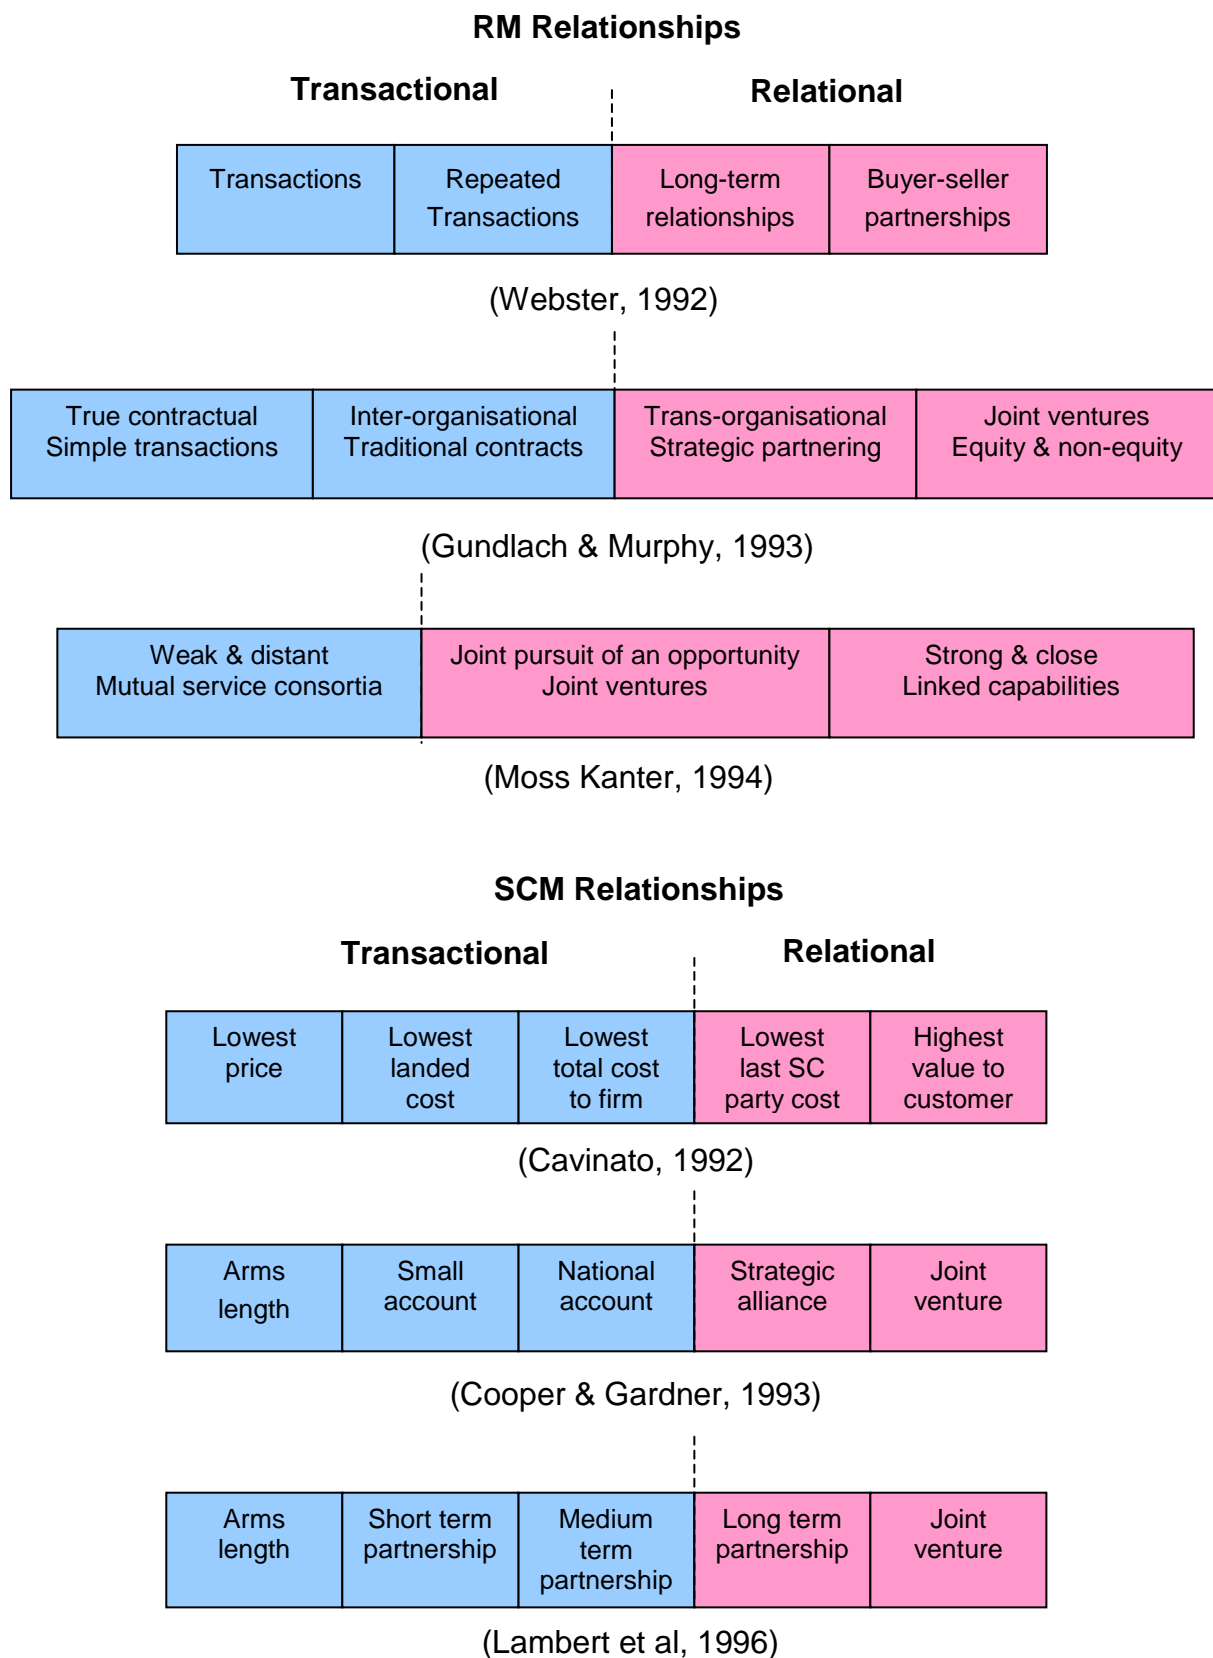 RM Relationships
Transactional Relational
Transactions Repeated Transactions Long-term relationships Buyer-seller partnerships
(Webster, 1992)
True contractual Simple transactions Inter-organisational Traditional contracts Trans-organisational Strategic partnering Joint ventures Equity & non-equity
(Gundlach & Murphy, 1993)
Weak & distant Mutual service consortia Joint pursuit of an opportunity Joint ventures Strong & close Linked capabilities
(Moss Kanter, 1994)
SCM Relationships
Transactional Relational
Lowest price Lowest landed cost Lowest total cost to firm Lowest last SC party cost Highest value to customer
(Cavinato, 1992)
Arms length Small account National account Strategic alliance Joint venture
(Cooper & Gardner, 1993)
Arms length Short term partnership Medium term partnership Long term partnership Joint venture
(Lambert et al, 1996)